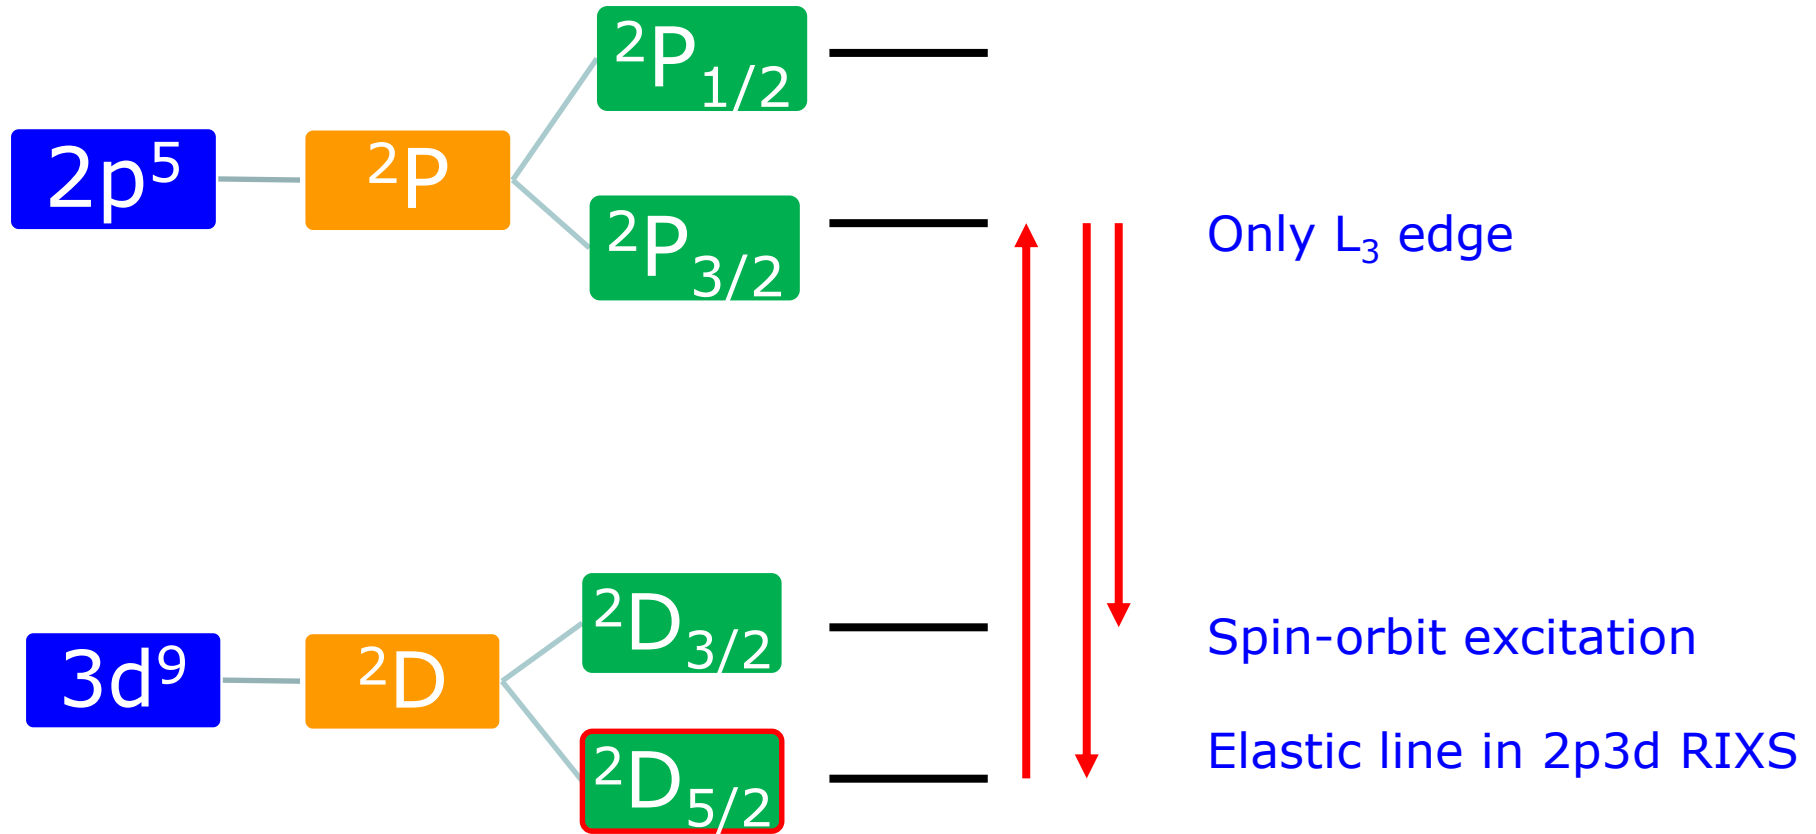 ²P₁/₂
2p⁵
²P
²P₃/₂
Only L₃ edge
²D₃/₂
Spin-orbit excitation
3d⁹
²D
²D₅/₂
Elastic line in 2p3d RIXS